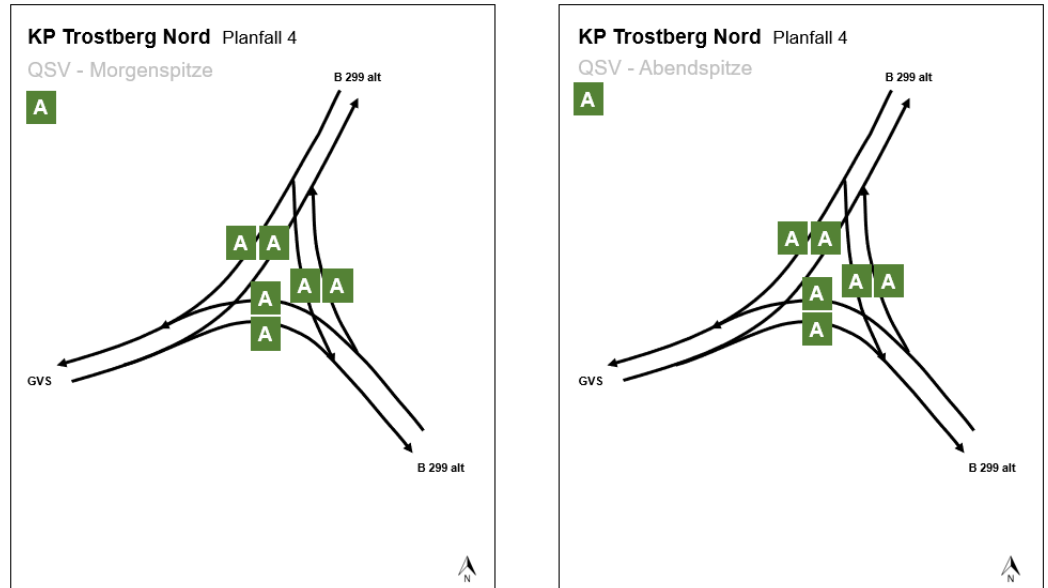 KP Trostberg Nord Planfall 4
QSV - Morgenspitze
B 299 alt
A
A A
A A
A
A
GVS
B 299 alt
N
KP Trostberg Nord Planfall 4
QSV - Abendspitze
B 299 alt
A
A A
A A
A
A
GVS
B 299 alt
N